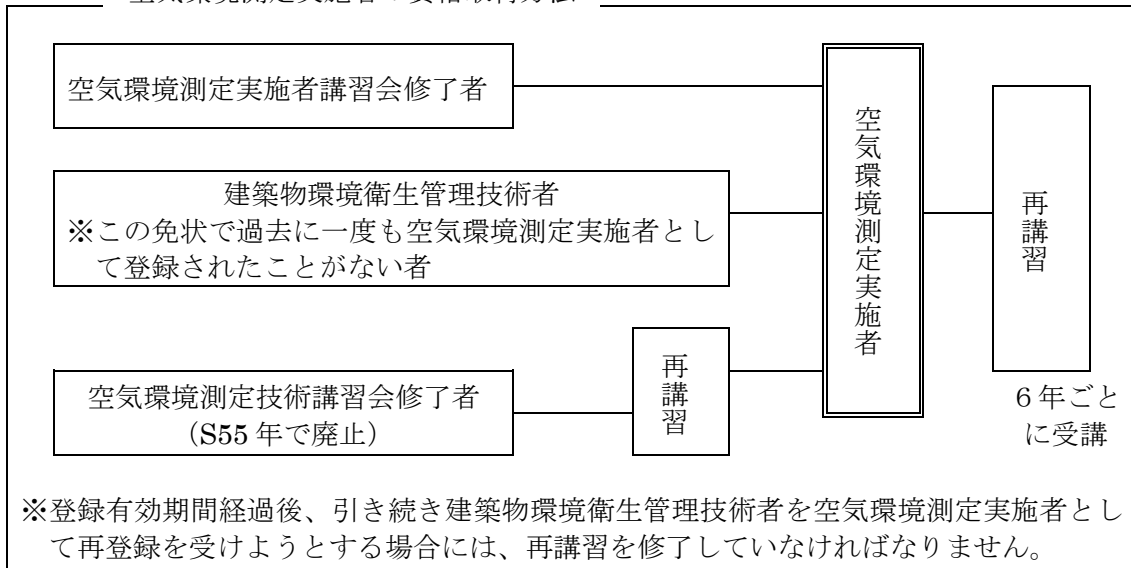 空気環境測定実施者講習会修了者
建築物環境衛生管理技術者
※この免状で過去に一度も空気環境測定実施者とし
て登録されたことがない者
空気環境測定技術講習会修了者
（S55 年で廃止）
再講習
空気環境測定実施者
再講習
６年ごと
に受講
※登録有効期間経過後、引き続き建築物環境衛生管理技術者を空気環境測定実施者とし
て再登録を受けようとする場合には、再講習を修了していなければなりません。